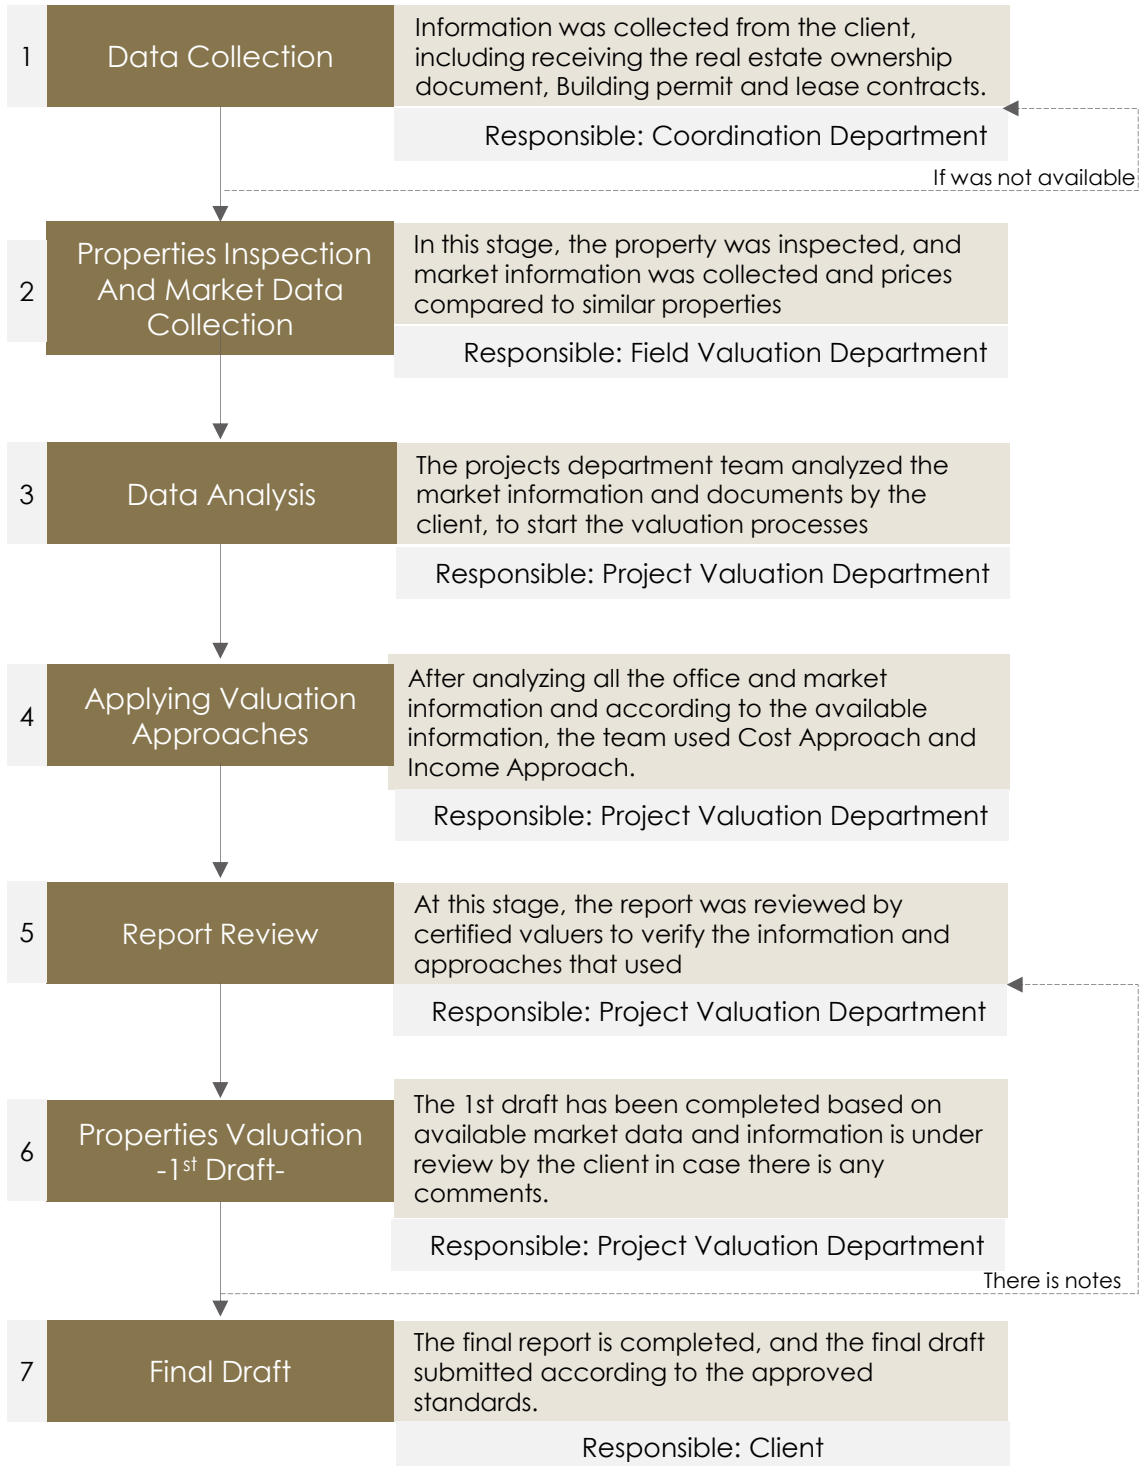 1
Data Collection
Information was collected from the client,
including receiving the real estate ownership
document, Building permit and lease contracts.
Responsible: Coordination Department
If was not available
2
Properties Inspection
And Market Data
Collection
In this stage, the property was inspected, and
market information was collected and prices
compared to similar properties
Responsible: Field Valuation Department
3
Data Analysis
The projects department team analyzed the
market information and documents by the
client, to start the valuation processes
Responsible: Project Valuation Department
4
Applying Valuation
Approaches
After analyzing all the office and market
information and according to the available
information, the team used Cost Approach and
Income Approach.
Responsible: Project Valuation Department
5
Report Review
At this stage, the report was reviewed by
certified valuers to verify the information and
approaches that used
Responsible: Project Valuation Department
6
Properties Valuation
-1st Draft-
The 1st draft has been completed based on
available market data and information is under
review by the client in case there is any
comments.
Responsible: Project Valuation Department
There is notes
7
Final Draft
The final report is completed, and the final draft
submitted according to the approved
standards.
Responsible: Client